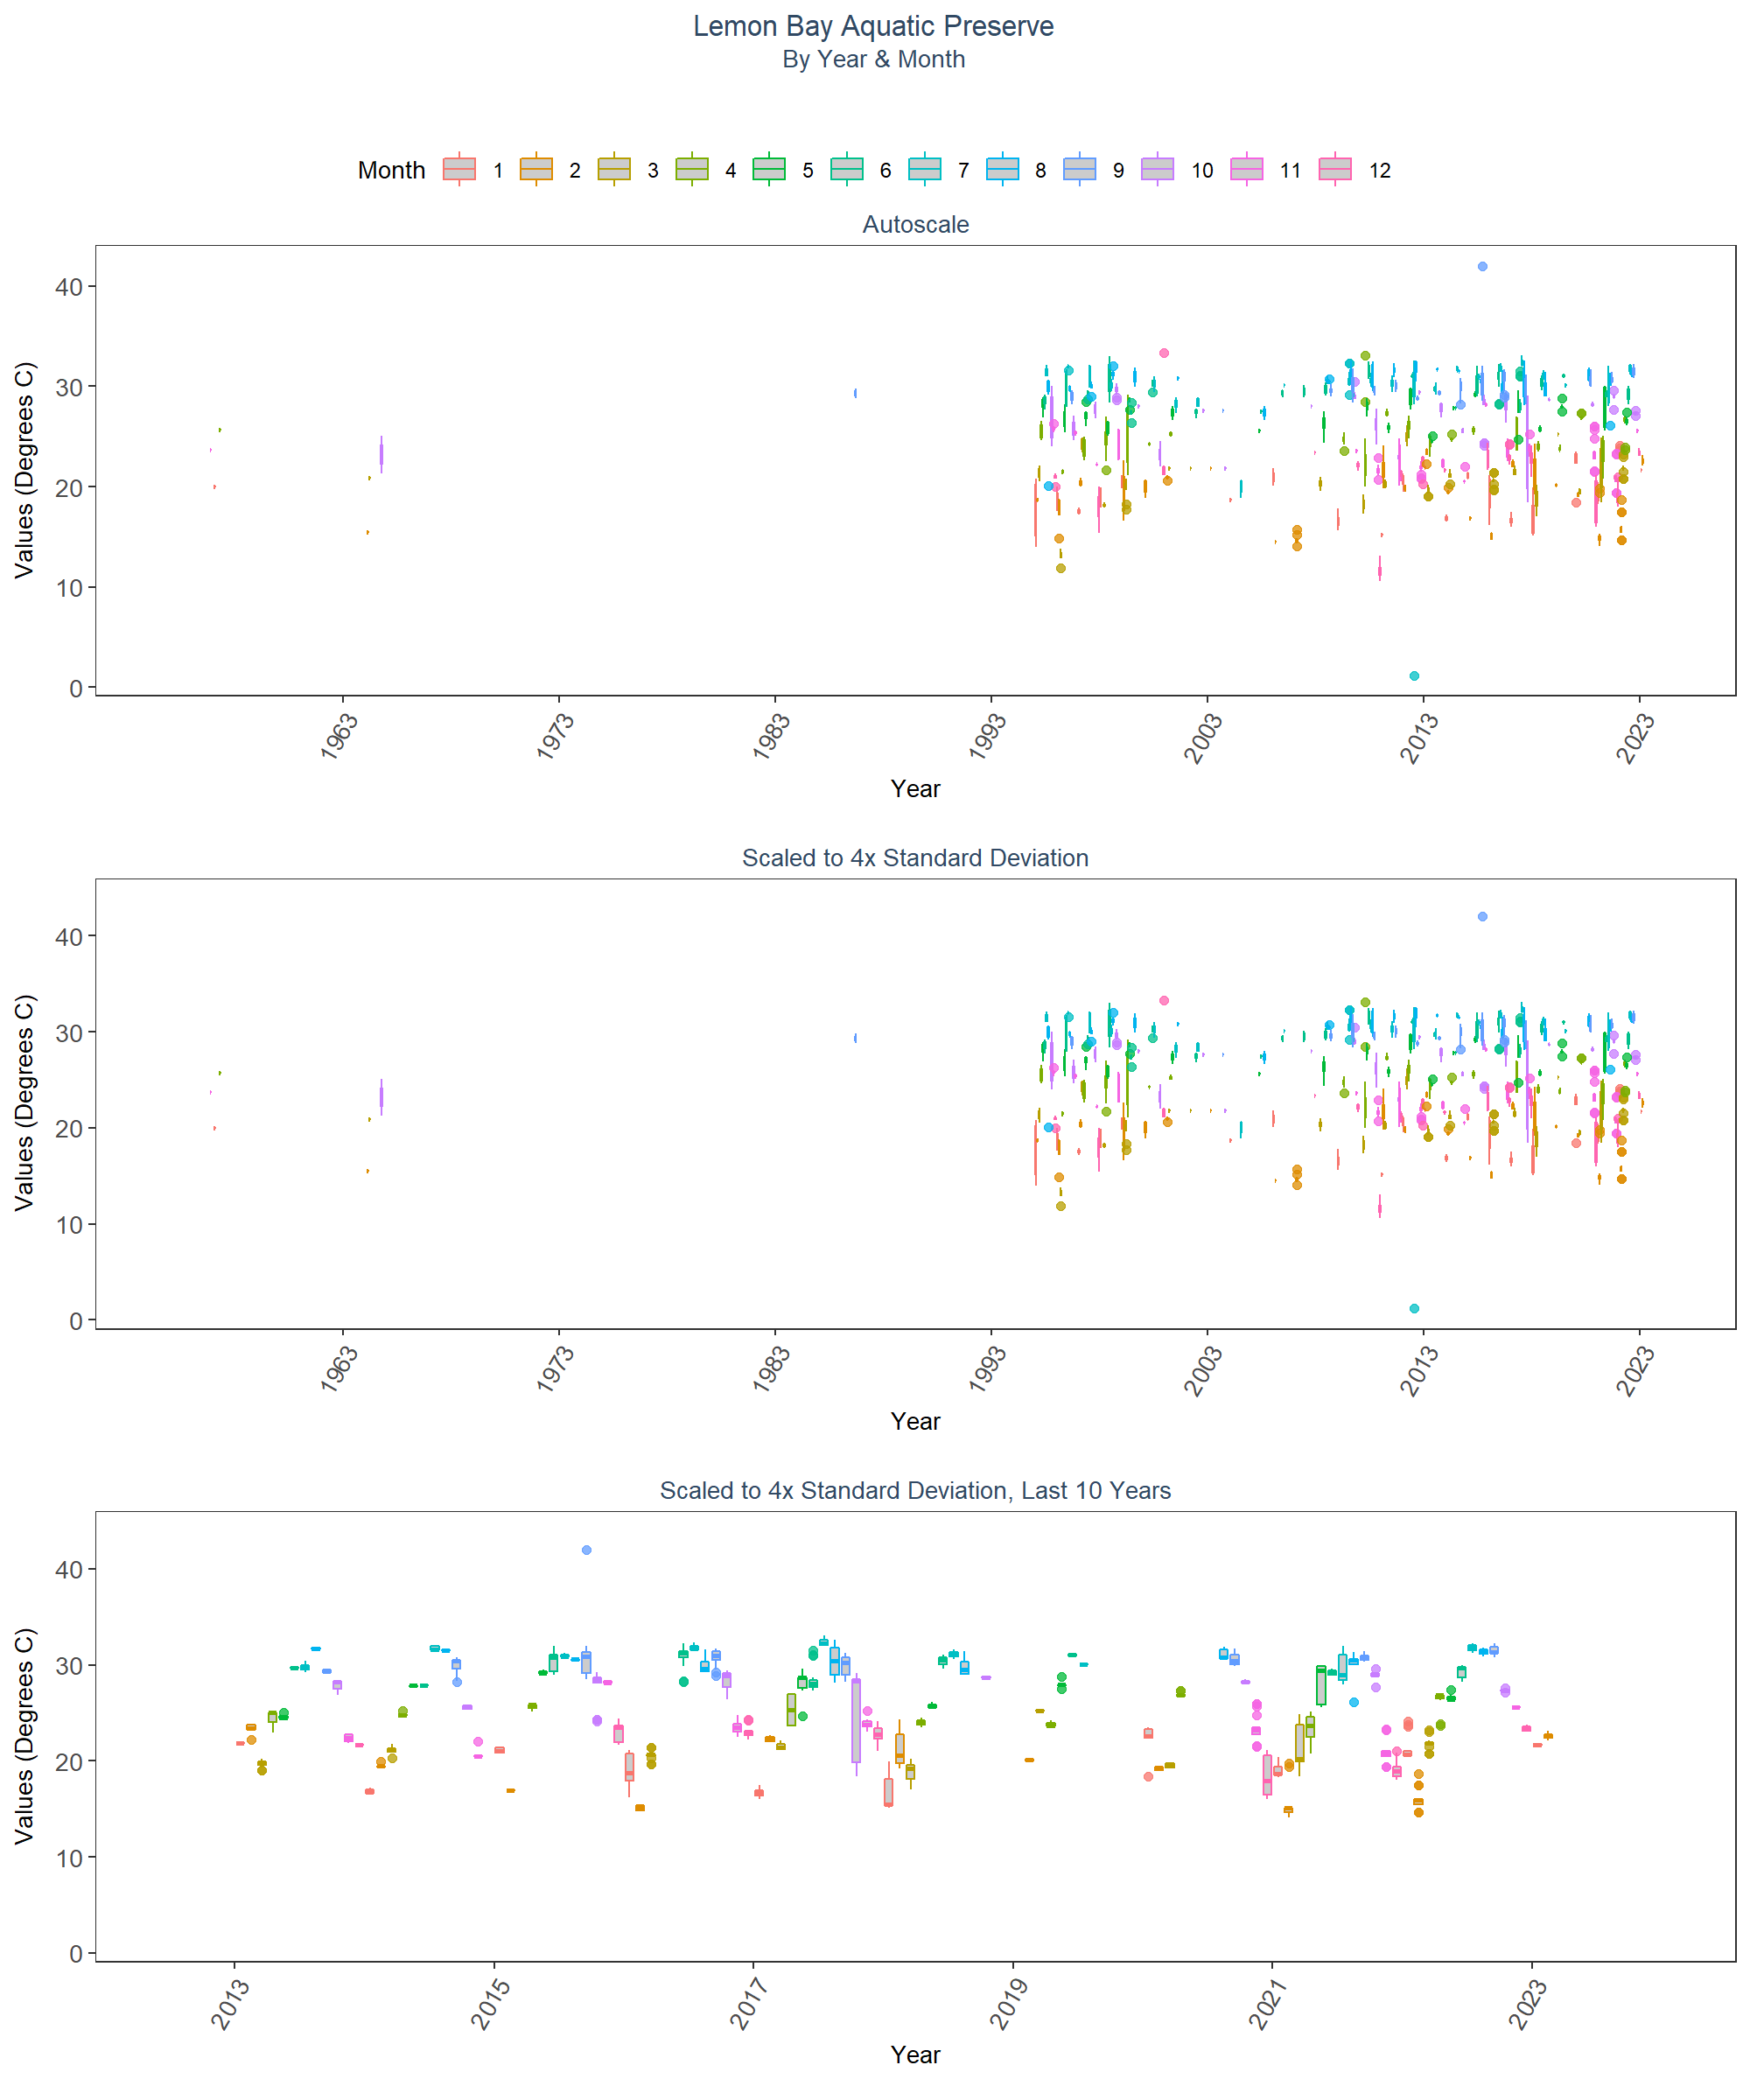 Lemon Bay Aquatic Preserve
By Year & Month
Month 1 2 3 4 5 6 7 8 9 10 11 12
Autoscale
Values (Degrees C)
40
30
20
10
0
1963 1973 1983 1993 2003 2013 2023
Year
Scaled to 4x Standard Deviation
Values (Degrees C)
40
30
20
10
0
1963 1973 1983 1993 2003 2013 2023
Year
Scaled to 4x Standard Deviation, Last 10 Years
Values (Degrees C)
40
30
20
10
0
2013 2015 2017 2019 2021 2023
Year